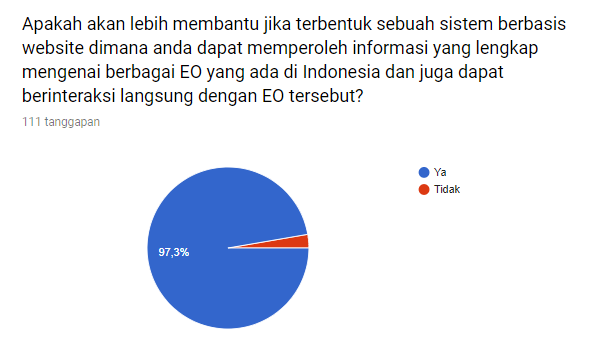 Apakah akan lebih membantu jika terbentuk sebuah sistem berbasis
website dimana anda dapat memperoleh informasi yang lengkap
mengenai berbagai EO yang ada di Indonesia dan juga dapat
berinteraksi langsung dengan EO tersebut?
111 tanggapan
Ya
Tidak
97,3%